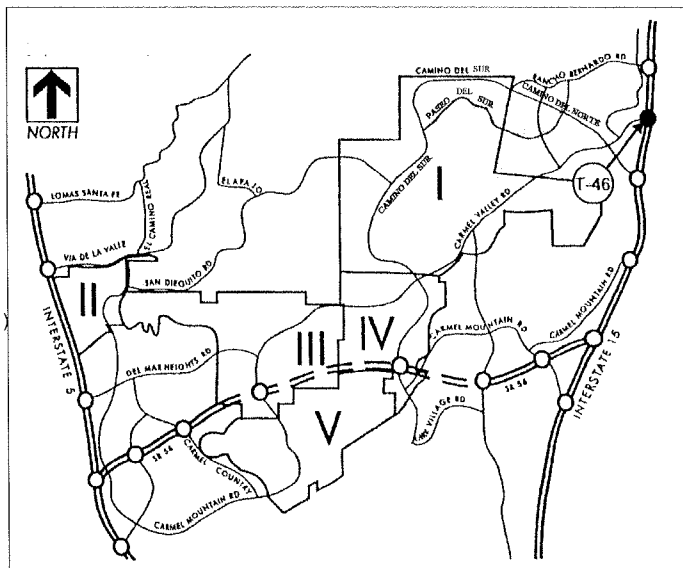 NORTH
CAMINO DEL SUR
RANCHO BERNARDO RD
PASEO
DEL SUR
CAMINO DEL NORTE
T-46
LOMAS SANTA FE
EL CAMINO REAL
EL APAJO
CAMINO DEL SUR
I
CARMEL VALLEY RD
VIA DE LA VALLE
SAN DIEGUITO RD
II
INTERSTATE 5
III
IV
CARMEL MOUNTAIN RD
CARMEL MOUNTAIN RD
DEL MAR HEIGHTS RD
V
SR 56
INTERSTATE 15
SR 56
CARMEL COUNTRY
CARMEL MOUNTAIN RD
VILLAGE RD